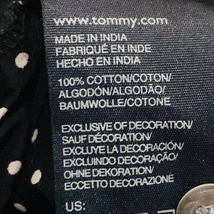 www.tommy.com
MADE IN INDIA
FABRIQUÉ EN INDE
HECHO EN INDIA
100% COTTON/COTON/
ALGODÓN/ALGODÃO/
BAUMWOLLE/COTONE
EXCLUSIVE OF DECORATION/
SAUF DÉCORATION/
EXCLUYE LA DECORACIÓN/
EXCLUINDO DECORAÇÃO/
OHNE DEKORATION/
ECCETTO DECORAZIONE
US: